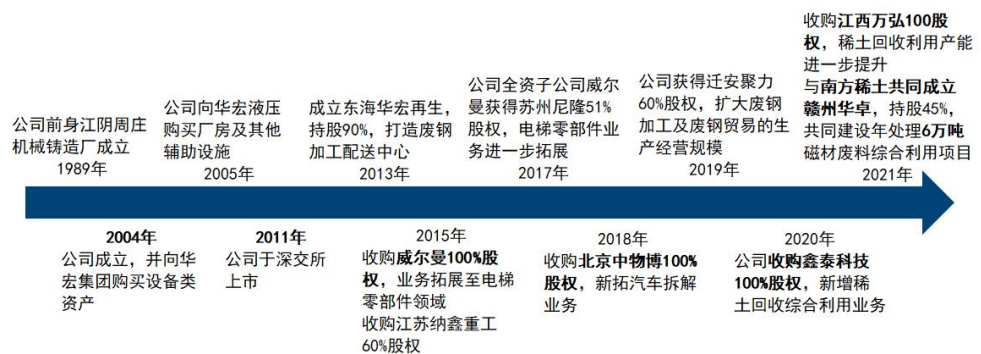 公司前身江阴周庄
机械铸造厂成立
1989年
公司向华宏液压
购买厂房及其他
辅助设施
2005年
成立东海华宏再生，
持股90%，打造废钢
加工配送中心
2013年
公司全资子公司威尔
曼获得苏州尼隆51%
股权，电梯零部件业
务进一步拓展
2017年
公司获得迁安聚力
60%股权，扩大废钢
加工及废钢贸易的生
产经营规模
2019年
收购江西万弘100股
权，稀土回收利用产能
进一步提升
与南方稀土共同成立
赣州华卓，持股45%，
共同建设年处理6万吨
磁材废料综合利用项目
2021年
2004年
公司成立，并向华
宏集团购买设备类
资产
2011年
公司于深交所
上市
2015年
收购威尔曼100%股
权，业务拓展至电梯
零部件领域
收购江苏纳鑫重工
60%股权
2018年
收购北京中物博100%
股权，新拓汽车拆解
业务
2020年
公司收购鑫泰科技
100%股权，新增稀
土回收综合利用业务